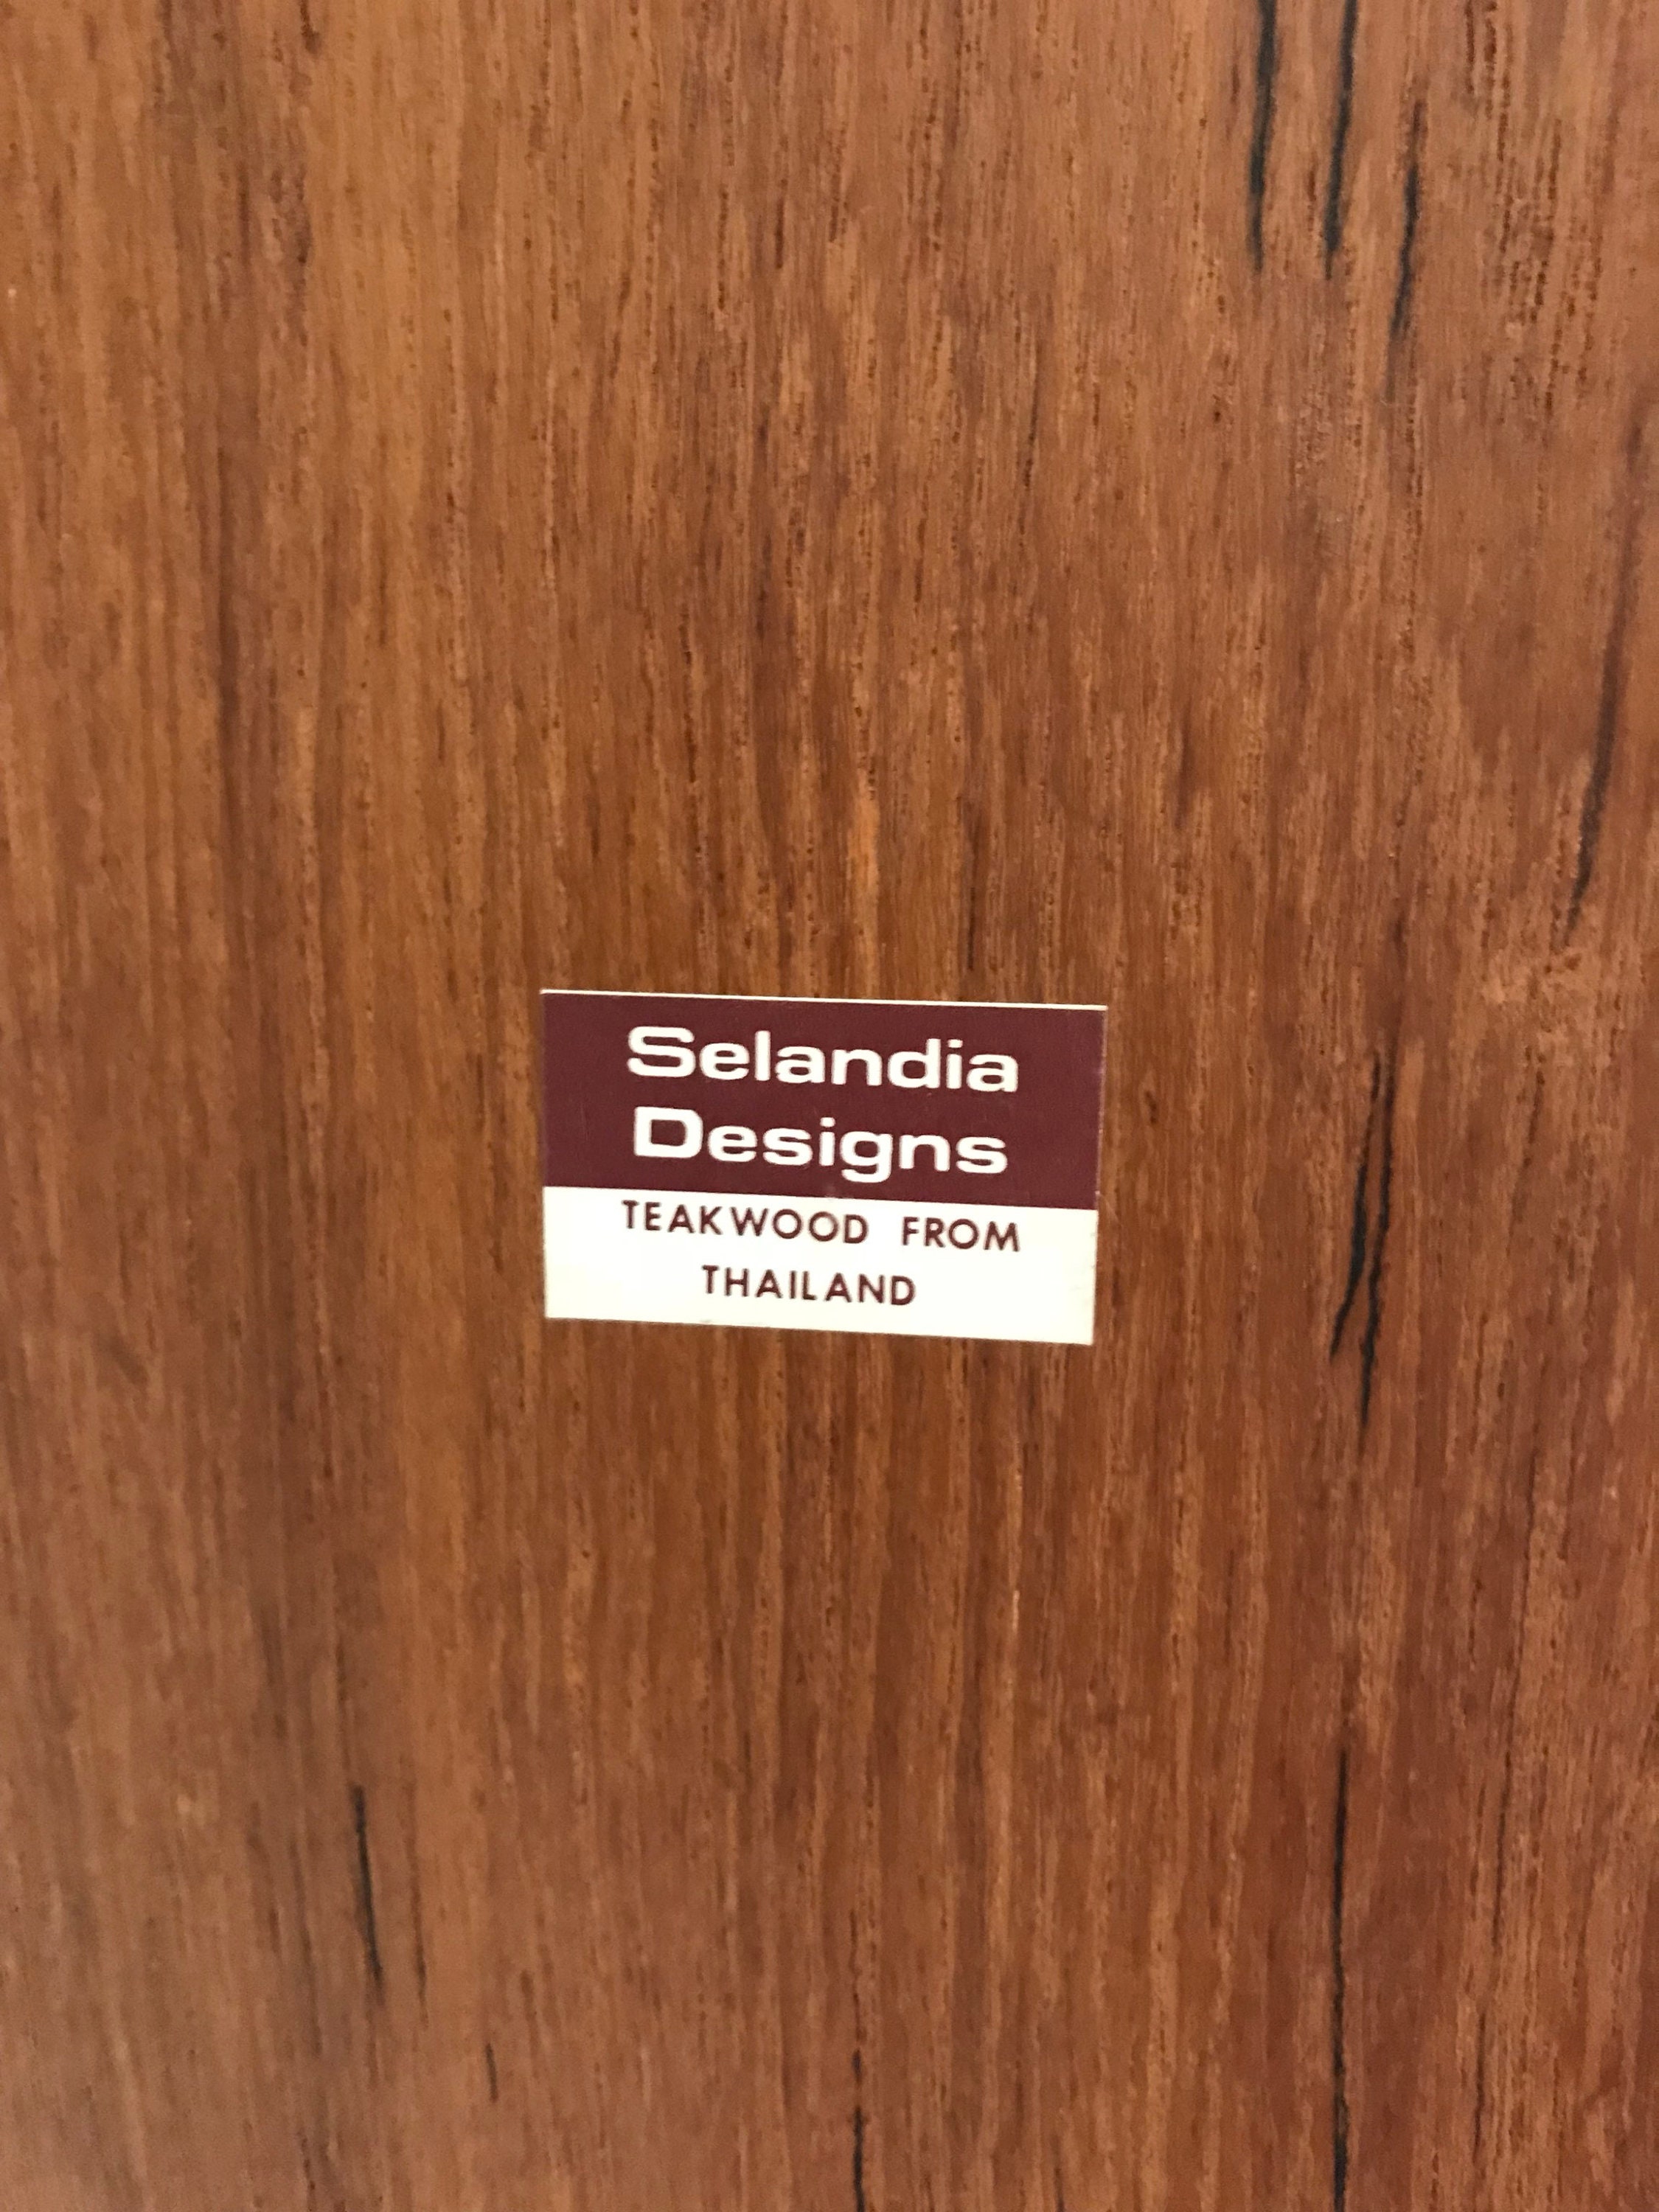 Selandia
Designs
TEAKWOOD FROM
THAILAND